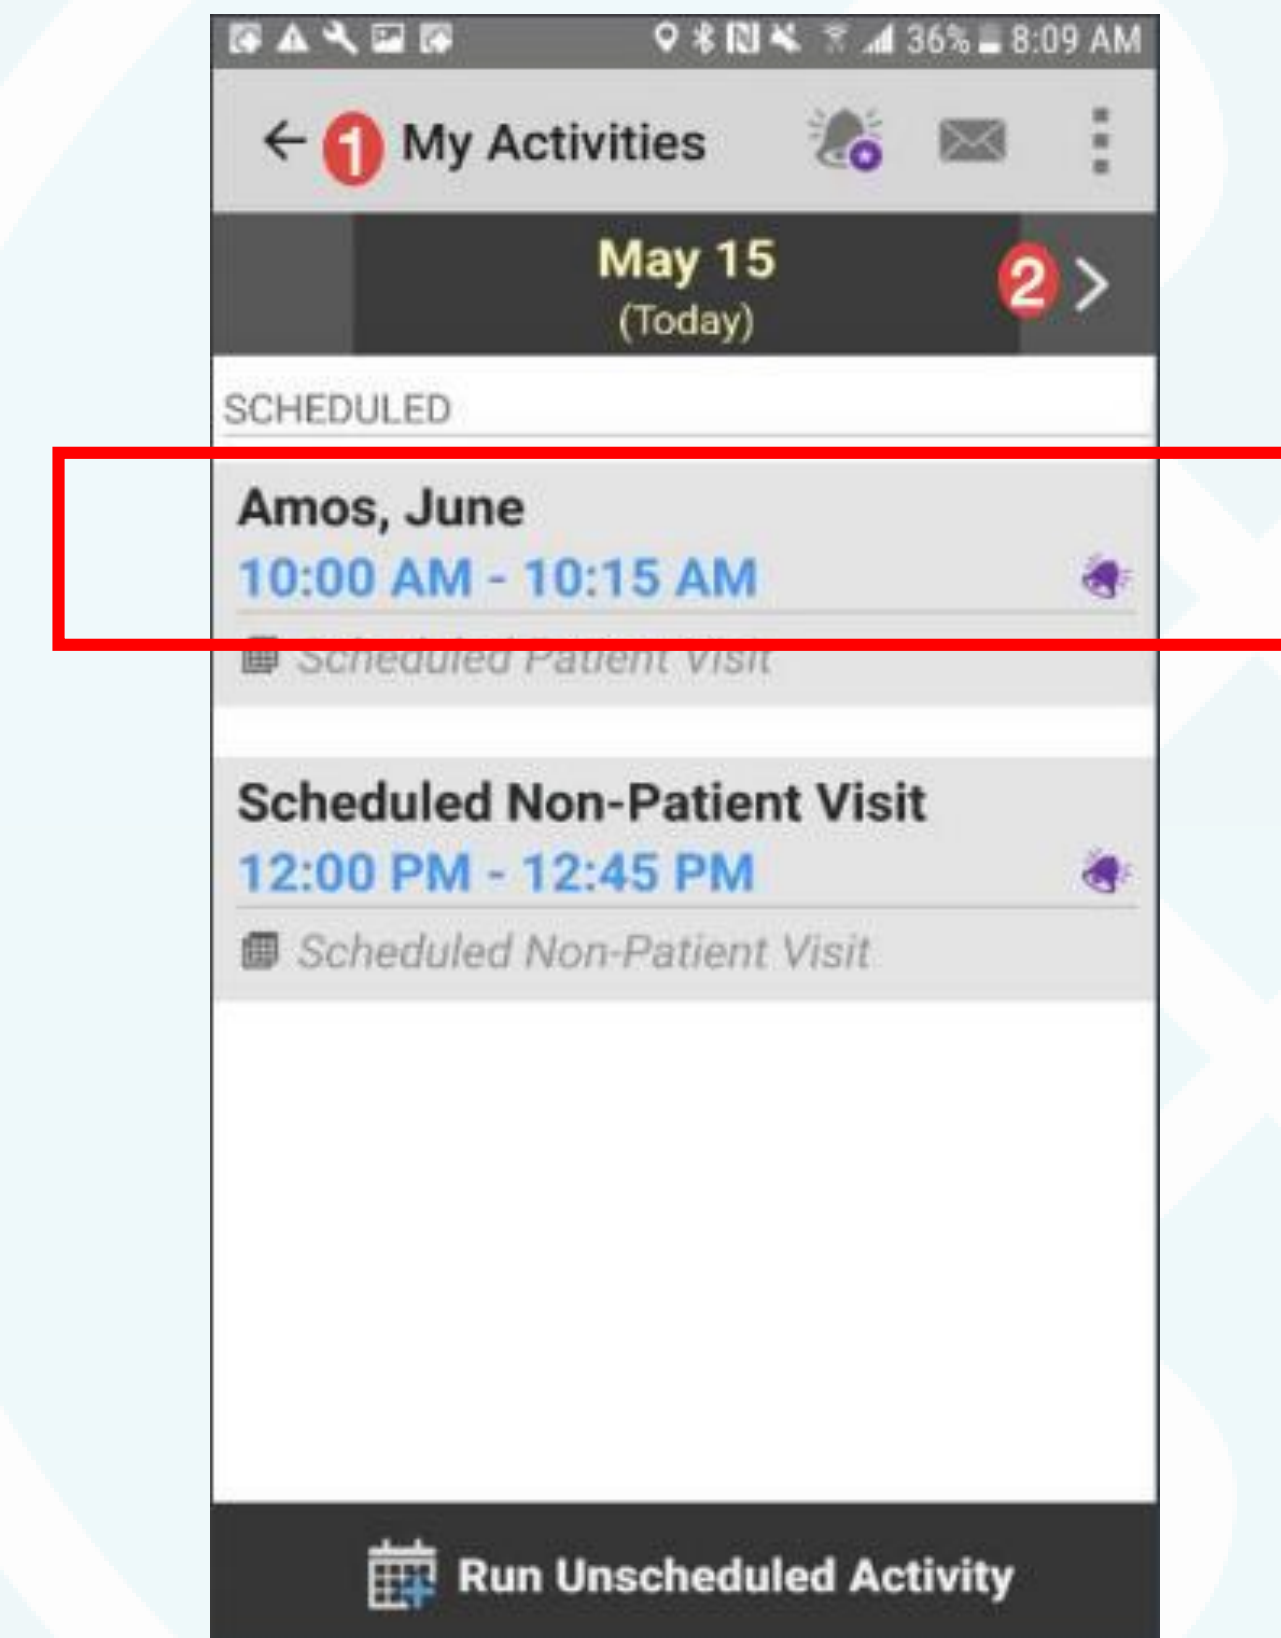 36% 8:09 AM
1 My Activities
May 15
2
(Today)
SCHEDULED
Amos, June
10:00 AM - 10:15 AM
Scheduled Patient Visit
Scheduled Non-Patient Visit
12:00 PM - 12:45 PM
Scheduled Non-Patient Visit
Run Unscheduled Activity